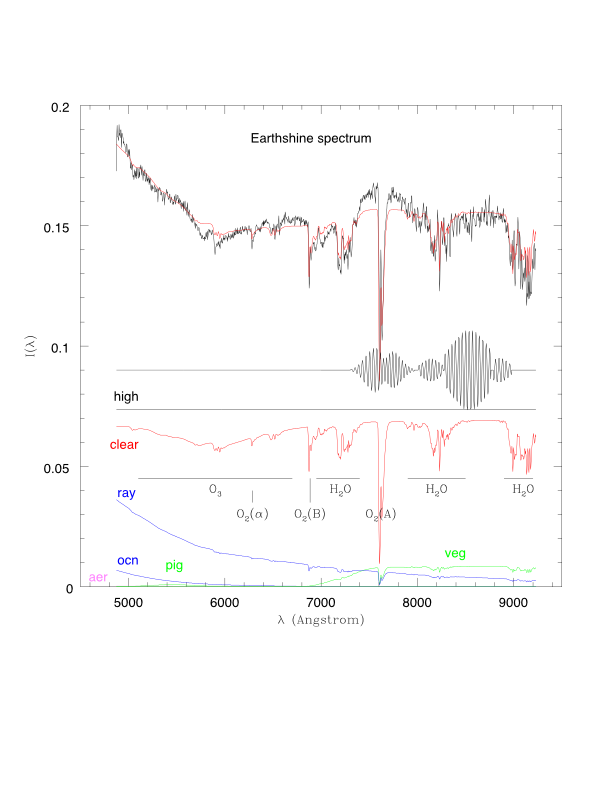 Earthshine spectrum
0.2
0.15
0.1
0.05
0
I(λ)
high
clear
O₃
O₂(α)
O₂(B)
H₂O
O₂(A)
H₂O
H₂O
ray
ocn
pig
veg
aer
5000 6000 7000 8000 9000
λ (Angstrom)